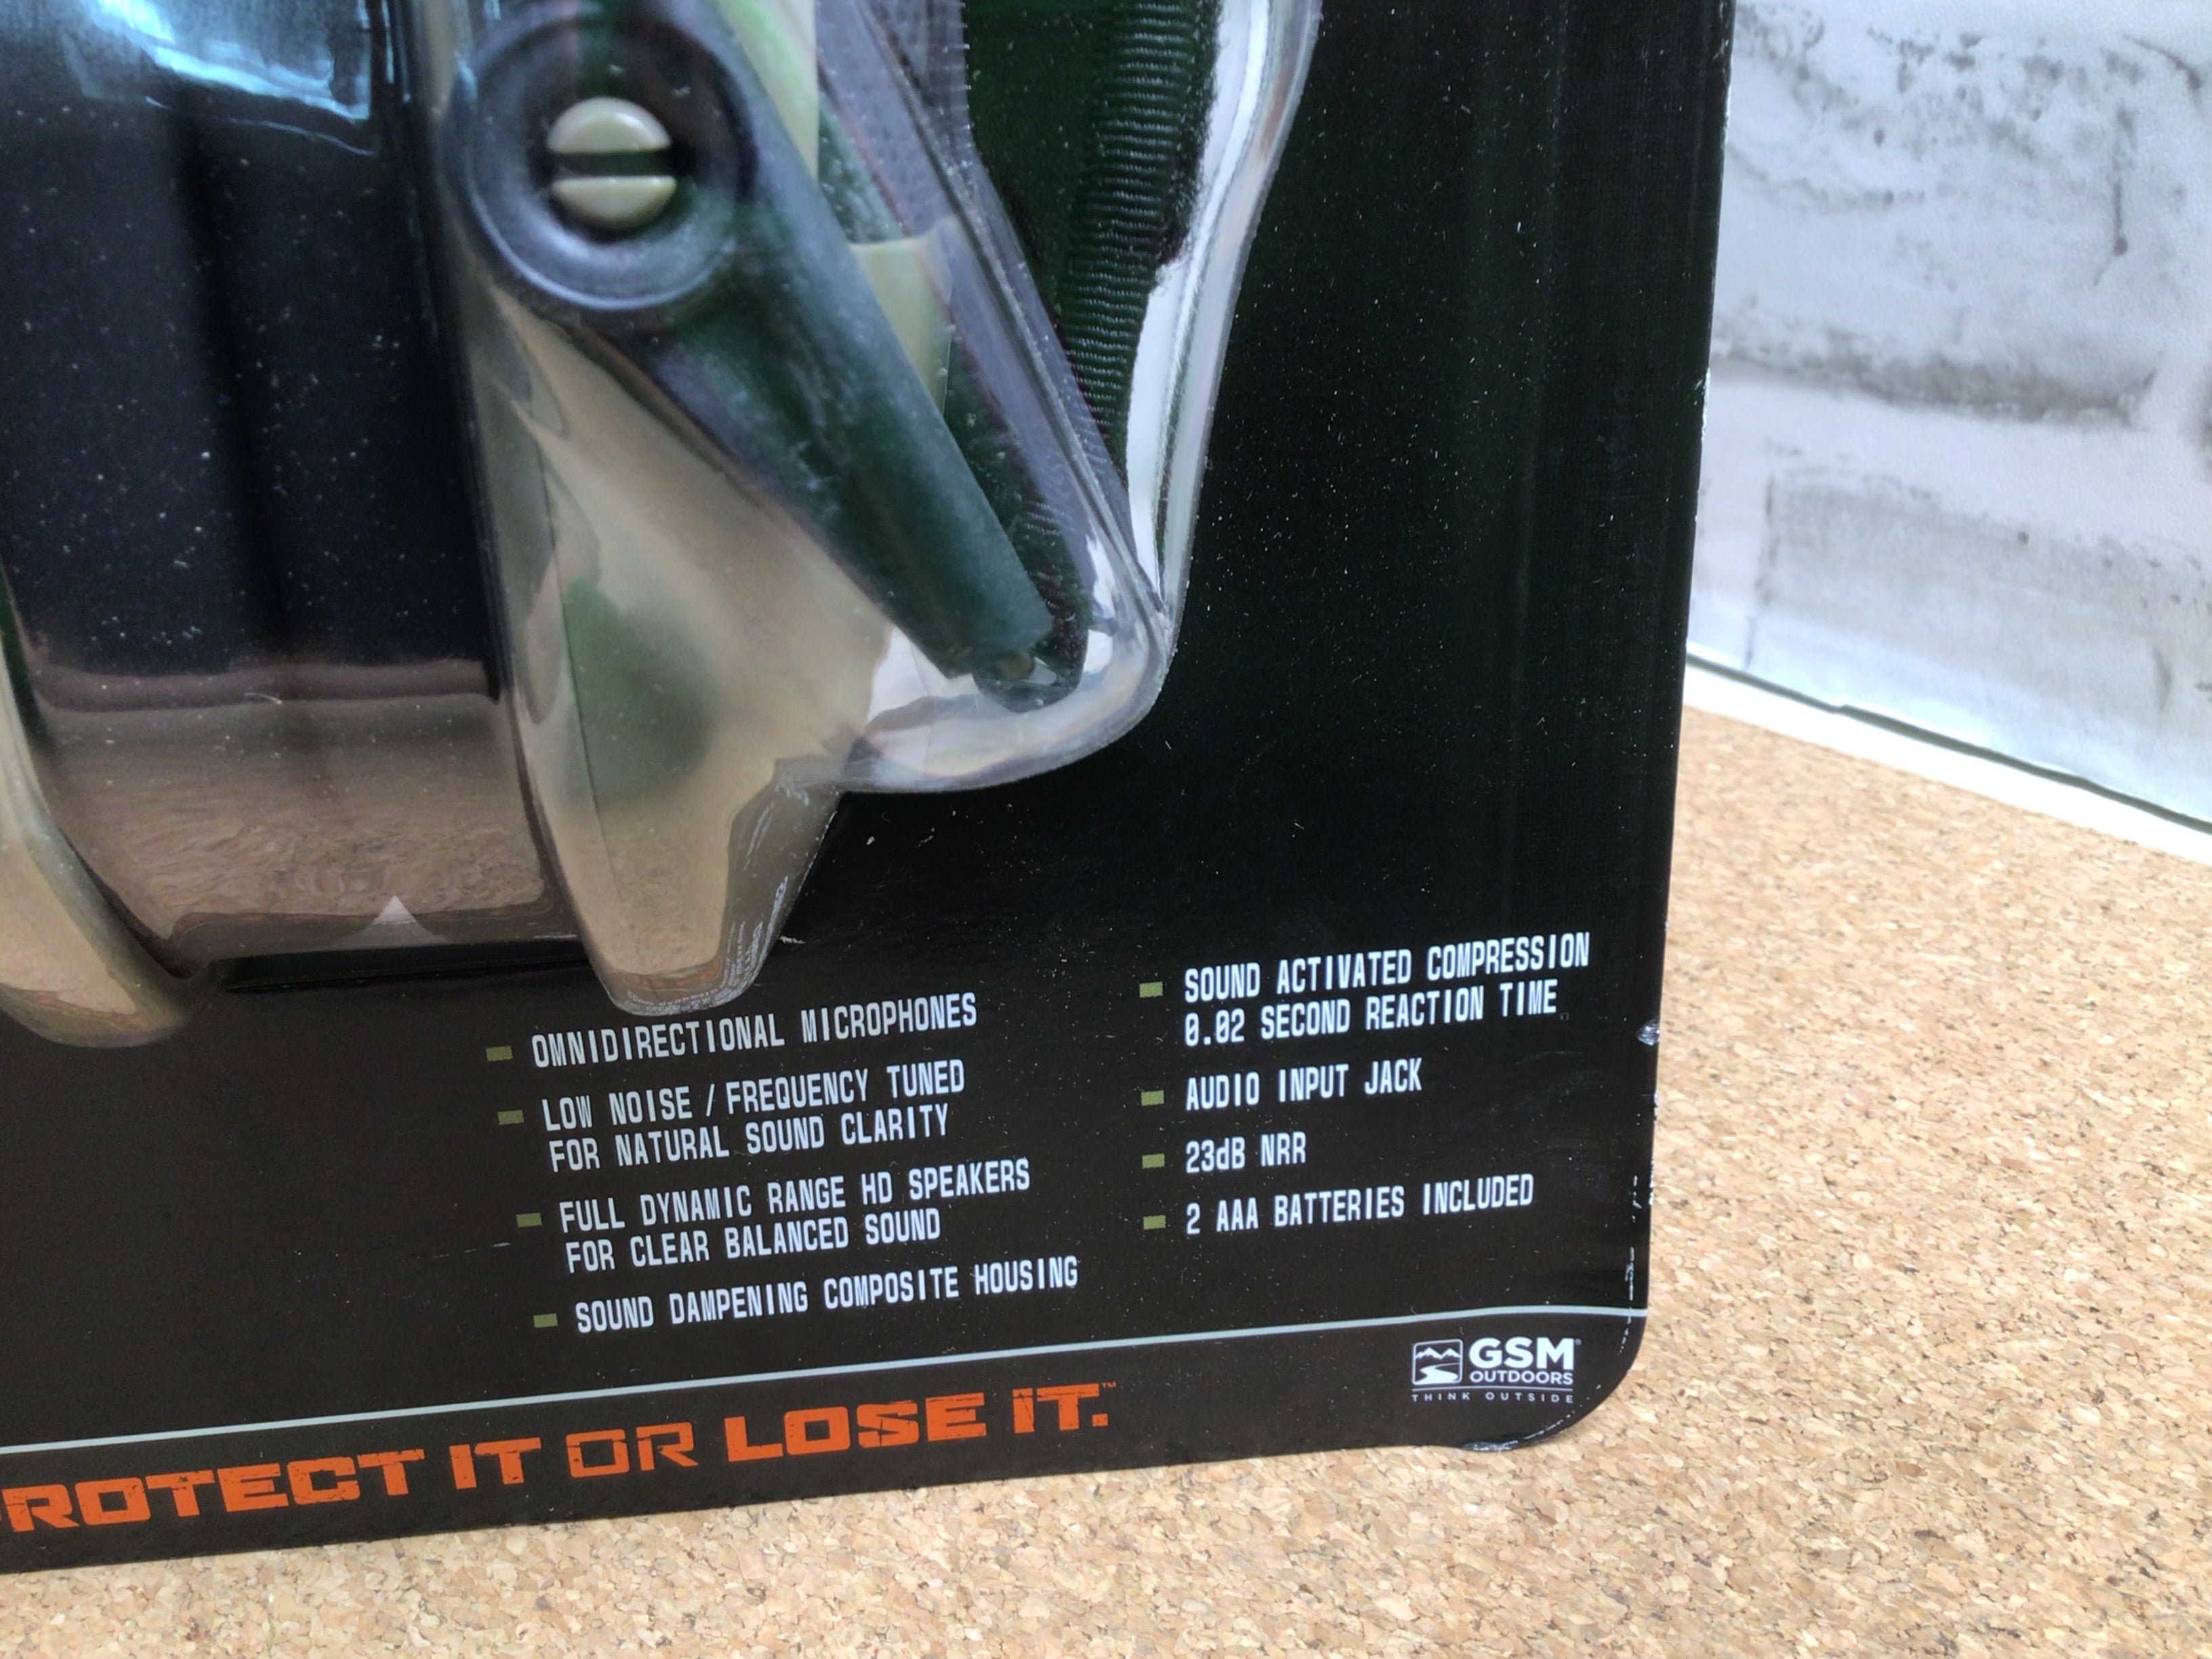 OMNIDIRECTIONAL MICROPHONES
LOW NOISE / FREQUENCY TUNED
FOR NATURAL SOUND CLARITY
FULL DYNAMIC RANGE HD SPEAKERS
FOR CLEAR BALANCED SOUND
SOUND DAMPENING COMPOSITE HOUSING
SOUND ACTIVATED COMPRESSION
0.02 SECOND REACTION TIME
AUDIO INPUT JACK
23dB NRR
2 AAA BATTERIES INCLUDED
GSM®
OUTDOORS
THINK OUTSIDE
ROTECT IT OR LOSE IT.™